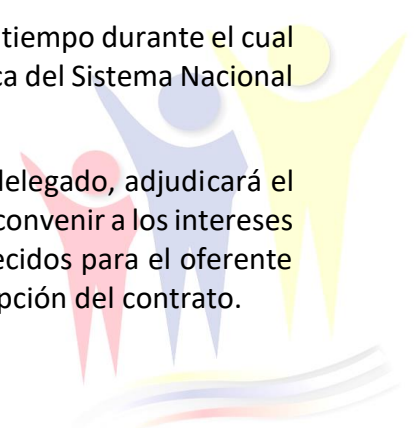 tiempo durante el cual
ca del Sistema Nacional
delegado, adjudicará el
convenir a los intereses
ecidos para el oferente
pción del contrato.